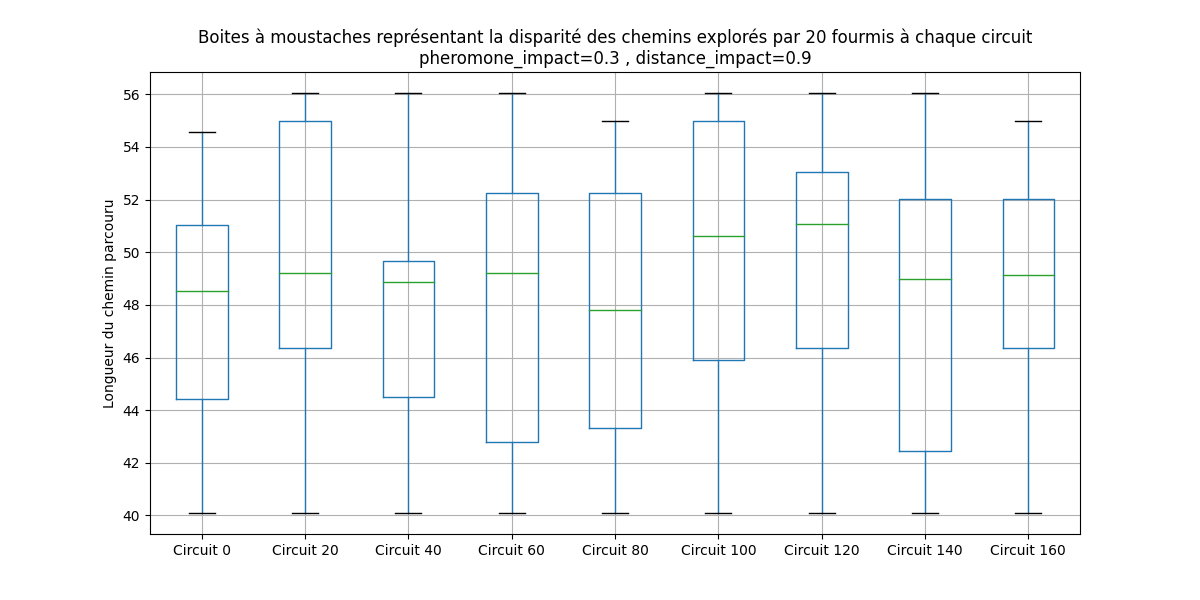 Boites à moustaches représentant la disparité des chemins explorés par 20 fourmis à chaque circuit
pheromone_impact=0.3 , distance_impact=0.9
Longueur du chemin parcouru
56
54
52
50
48
46
44
42
40
Circuit 0 Circuit 20 Circuit 40 Circuit 60 Circuit 80 Circuit 100 Circuit 120 Circuit 140 Circuit 160